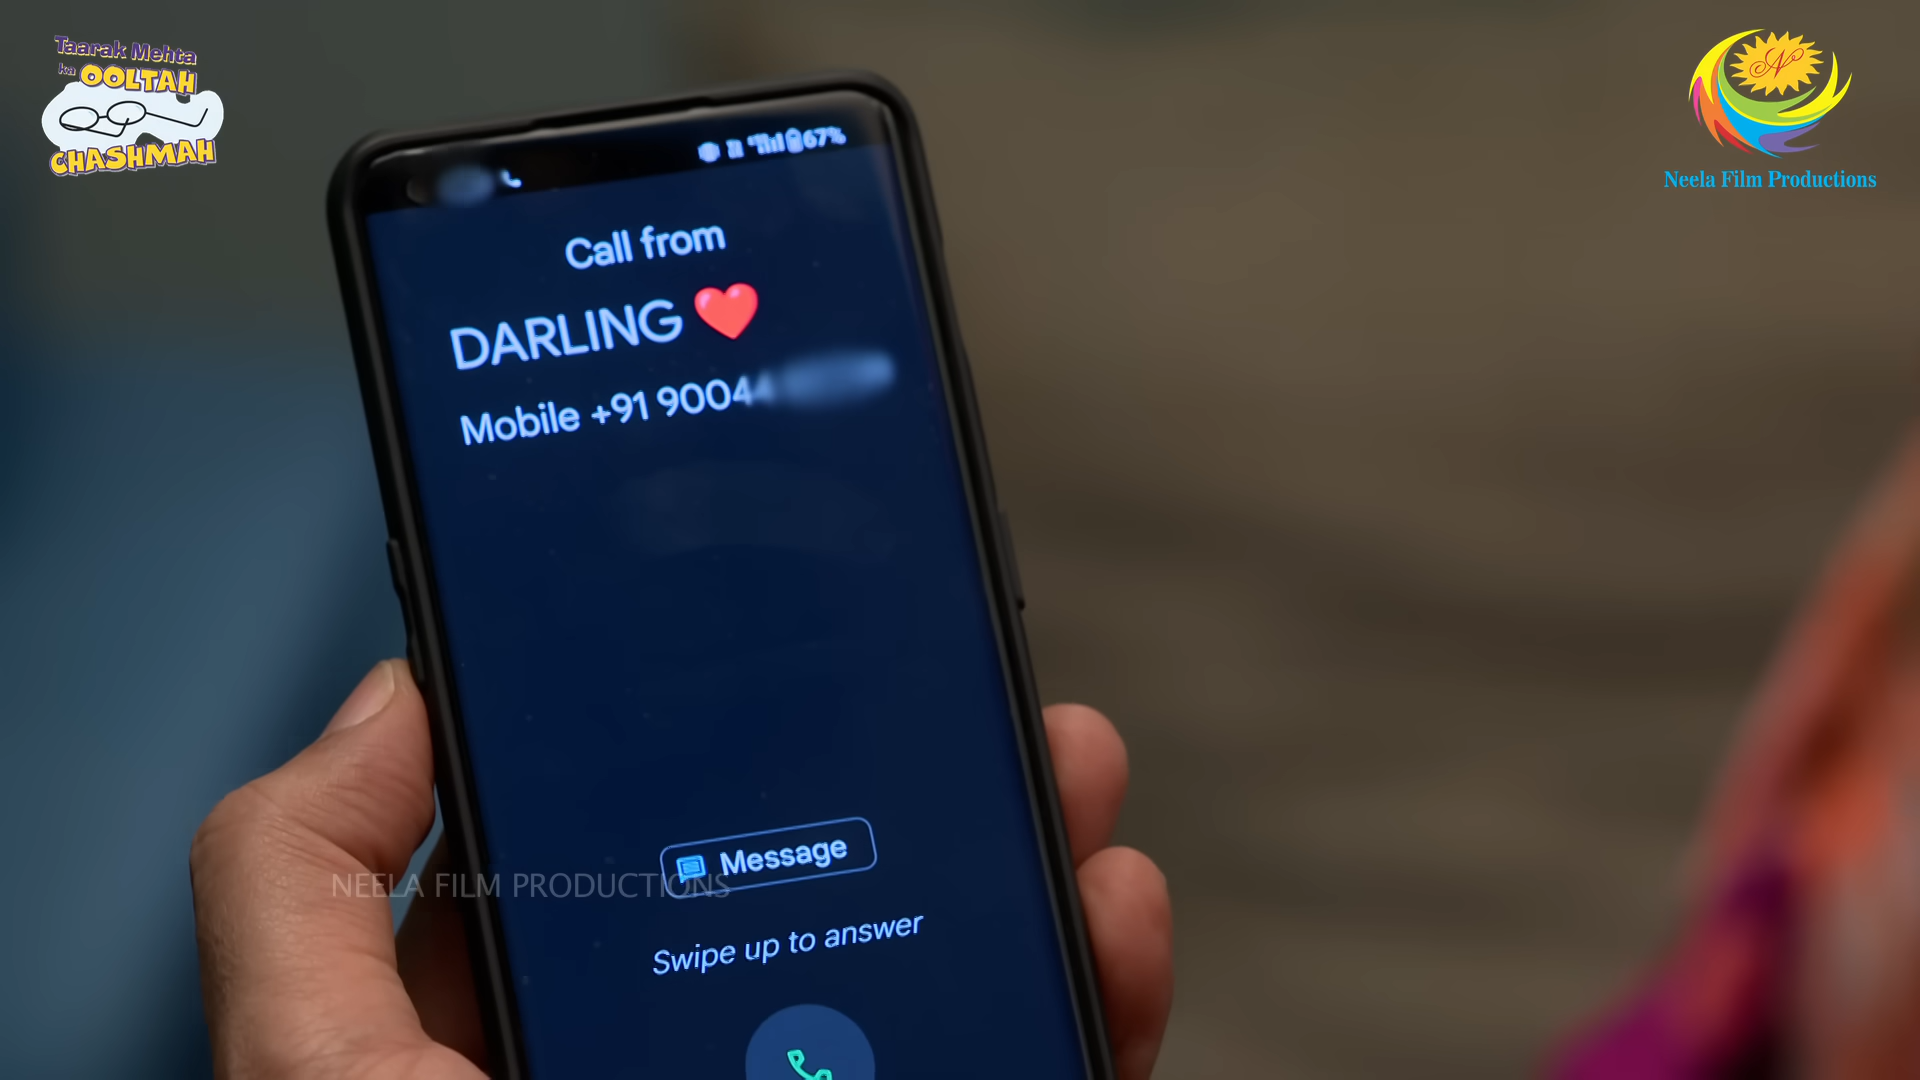 Taarak Mehta
ka OOLTAH
CHASHMAH
Neela Film Productions
67%
Call from
DARLING ❤️
Mobile +91 90044
Message
NEELA FILM PRODUCTIONS
Swipe up to answer